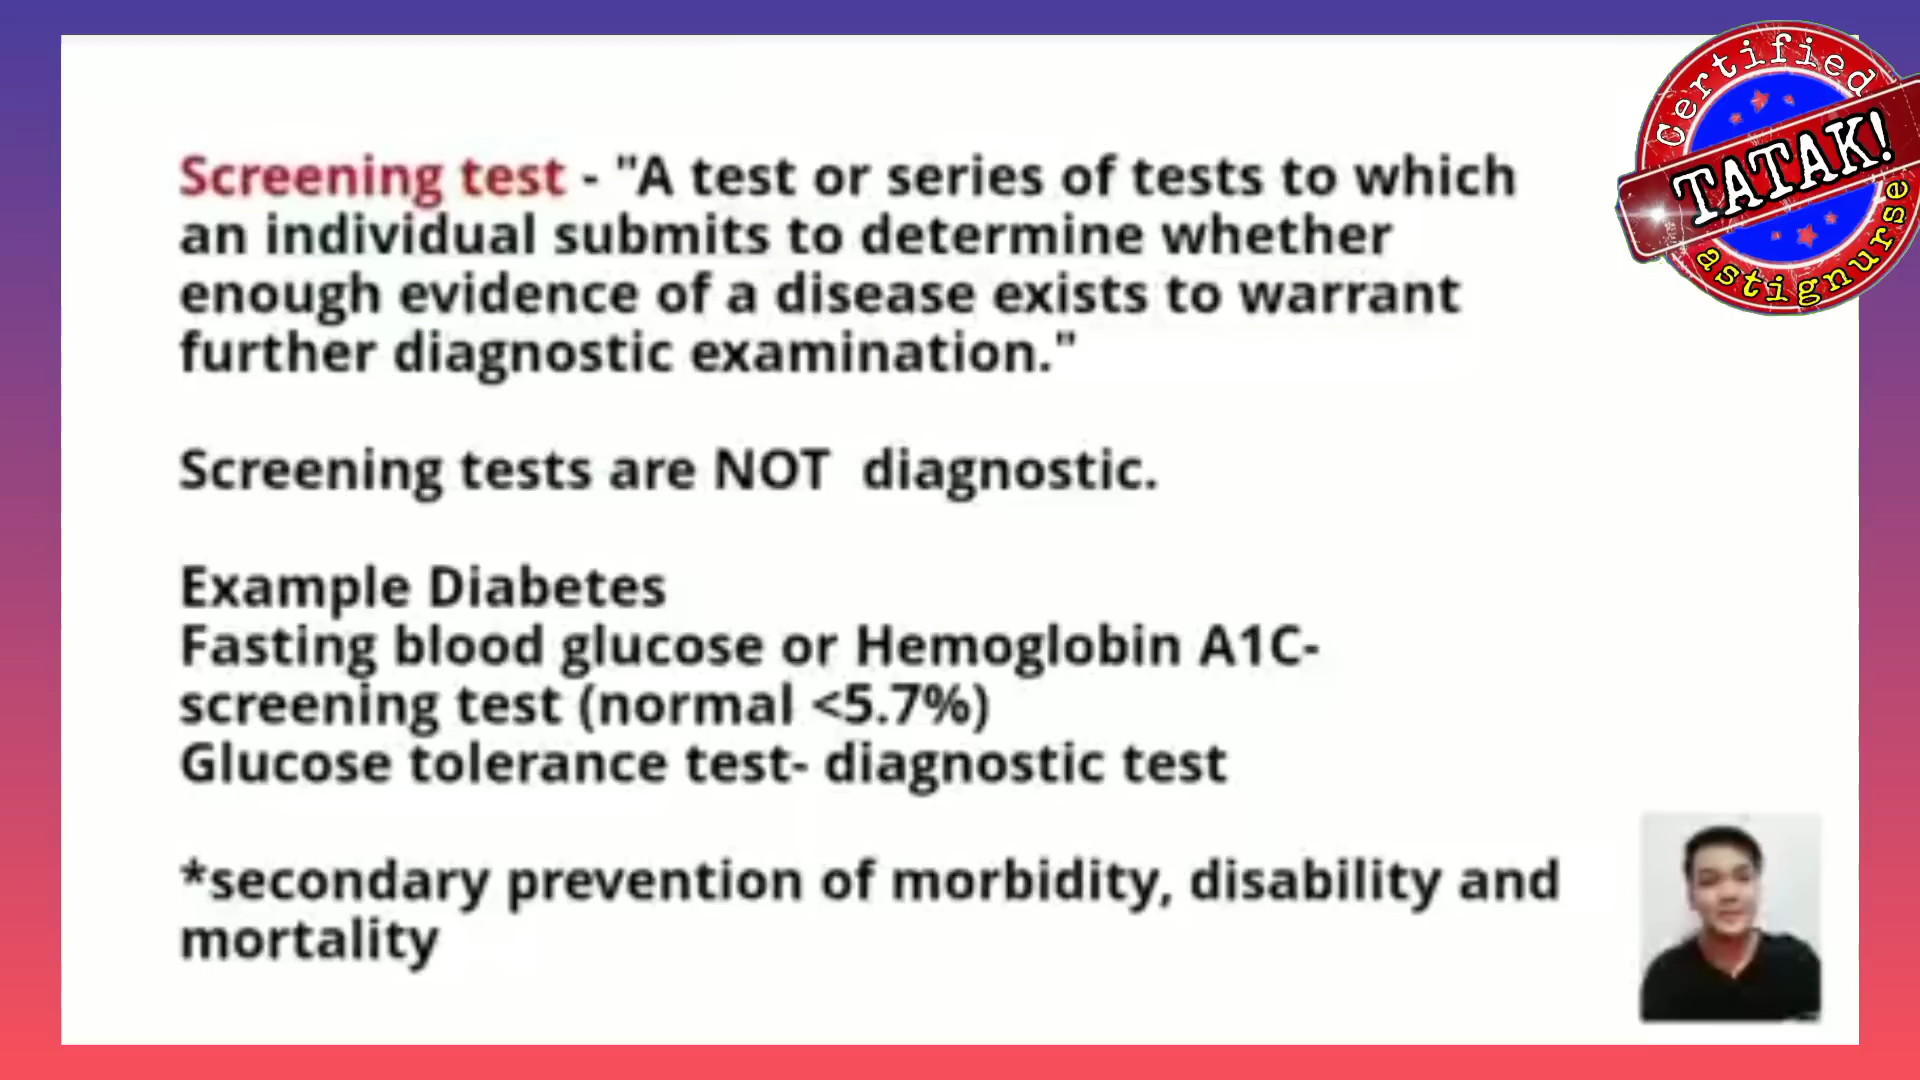 Certified
TATAK!
astignurse
Screening test - "A test or series of tests to which
an individual submits to determine whether
enough evidence of a disease exists to warrant
further diagnostic examination."
Screening tests are NOT  diagnostic.
Example Diabetes
Fasting blood glucose or Hemoglobin A1C-
screening test (normal <5.7%)
Glucose tolerance test- diagnostic test
*secondary prevention of morbidity, disability and
mortality